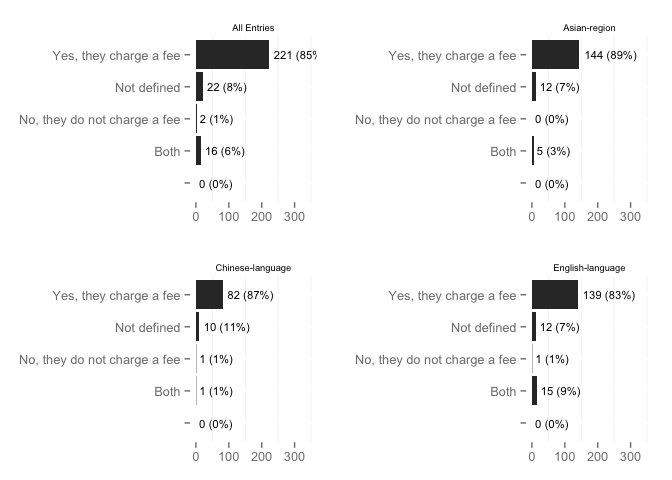 All Entries
Yes, they charge a fee 221 (85%
Not defined 22 (8%)
No, they do not charge a fee 2 (1%)
Both 16 (6%)
0 (0%)
0 100 200 300
Asian-region
Yes, they charge a fee 144 (89%)
Not defined 12 (7%)
No, they do not charge a fee 0 (0%)
Both 5 (3%)
0 (0%)
0 100 200 300
Chinese-language
Yes, they charge a fee 82 (87%)
Not defined 10 (11%)
No, they do not charge a fee 1 (1%)
Both 1 (1%)
0 (0%)
0 100 200 300
English-language
Yes, they charge a fee 139 (83%)
Not defined 12 (7%)
No, they do not charge a fee 1 (1%)
Both 15 (9%)
0 (0%)
0 100 200 300